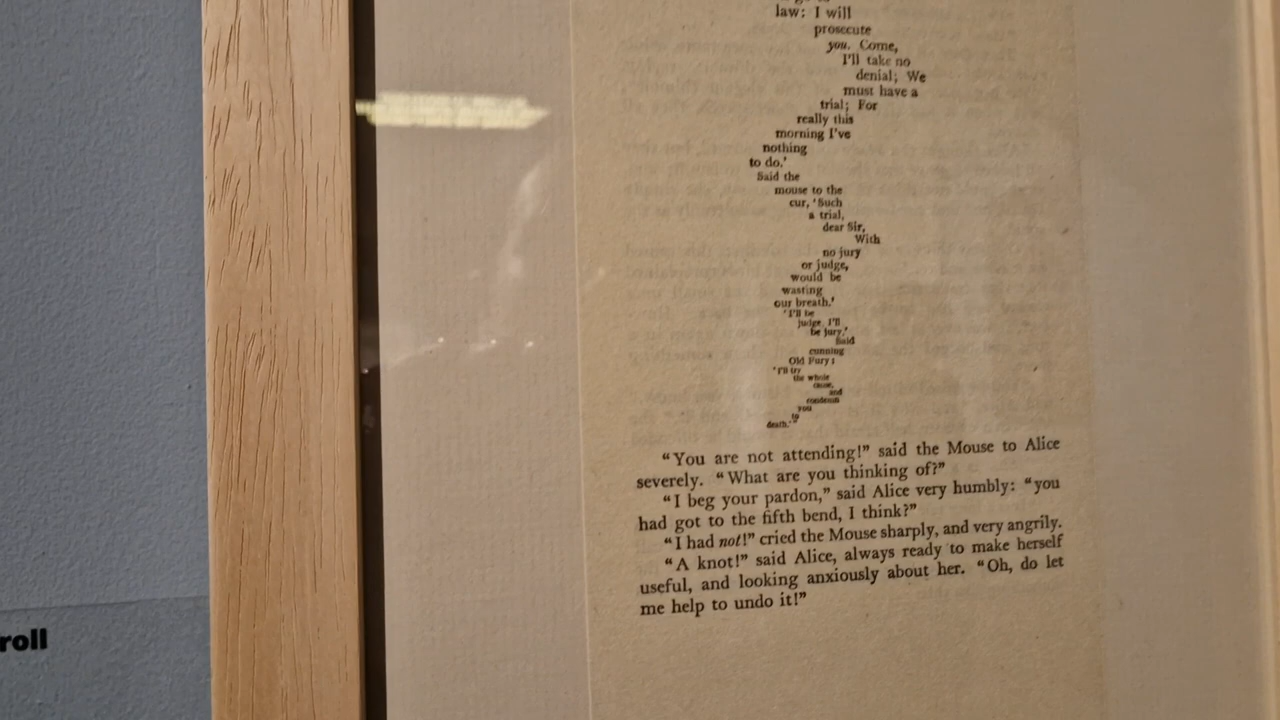 law: I will
prosecute
you. Come,
I'll take no
denial; We
must have a
trial; For
really this
morning I've
nothing
to do.'
Said the
mouse to the
cur, 'Such
a trial,
dear Sir,
With
no jury
or judge,
would be
wasting
our breath.'
'I'll be
judge, I'll
be jury,'
Said
cunning
Old Fury:
'I'll try
the whole
cause,
and
condemn
you
to
death.'"
"You are not attending!" said the Mouse to Alice
severely. "What are you thinking of?"
"I beg your pardon," said Alice very humbly: "you
had got to the fifth bend, I think?"
"I had not!" cried the Mouse sharply, and very angrily.
"A knot!" said Alice, always ready to make herself
useful, and looking anxiously about her. "Oh, do let
me help to undo it!"
roll